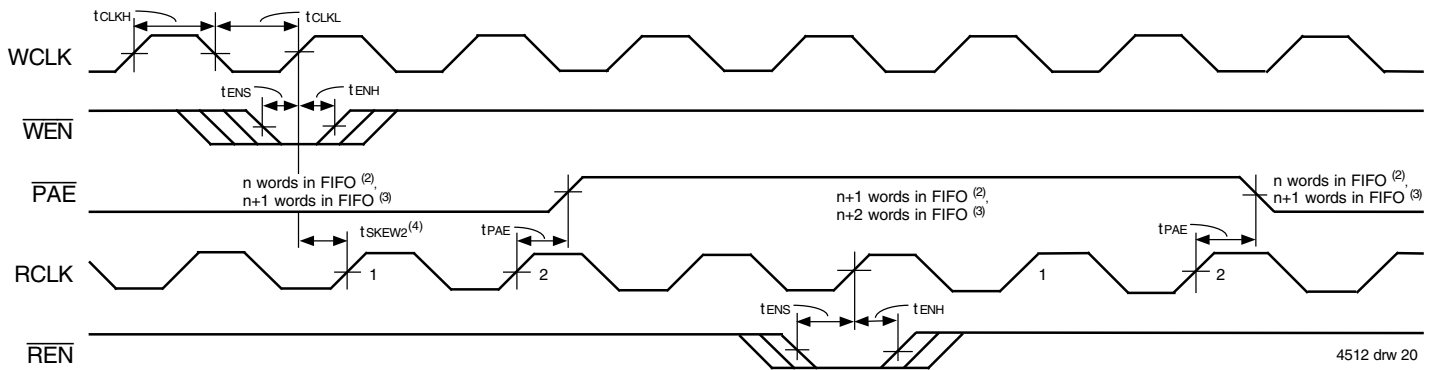 tCLKH
tCLKL
WCLK
tENS
tENH
WEN
n words in FIFO (2),
n+1 words in FIFO (3)
PAE
n+1 words in FIFO (2),
n+2 words in FIFO (3)
n words in FIFO (2),
n+1 words in FIFO (3)
tSKEW2(4)
tPAE
tPAE
RCLK
1
2
1
2
tENS
tENH
REN
4512 drw 20